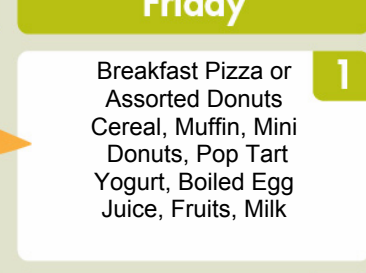 Friday
1
Breakfast Pizza or
Assorted Donuts
Cereal, Muffin, Mini
Donuts, Pop Tart
Yogurt, Boiled Egg
Juice, Fruits, Milk